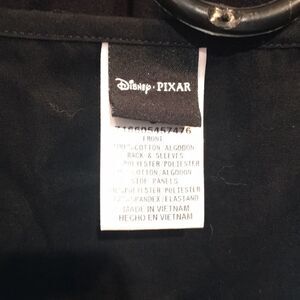 Disney · PIXAR
716605457476
FRONT
COTTON, ALGODON
BACK & SLEEVES
POLYESTER-POLIESTER
COTTON, ALGODON
SIDE PANELS
POLYESTER-POLIESTER
SPANDEX, ELASTANO
MADE IN VIETNAM
HECHO EN VIETNAM